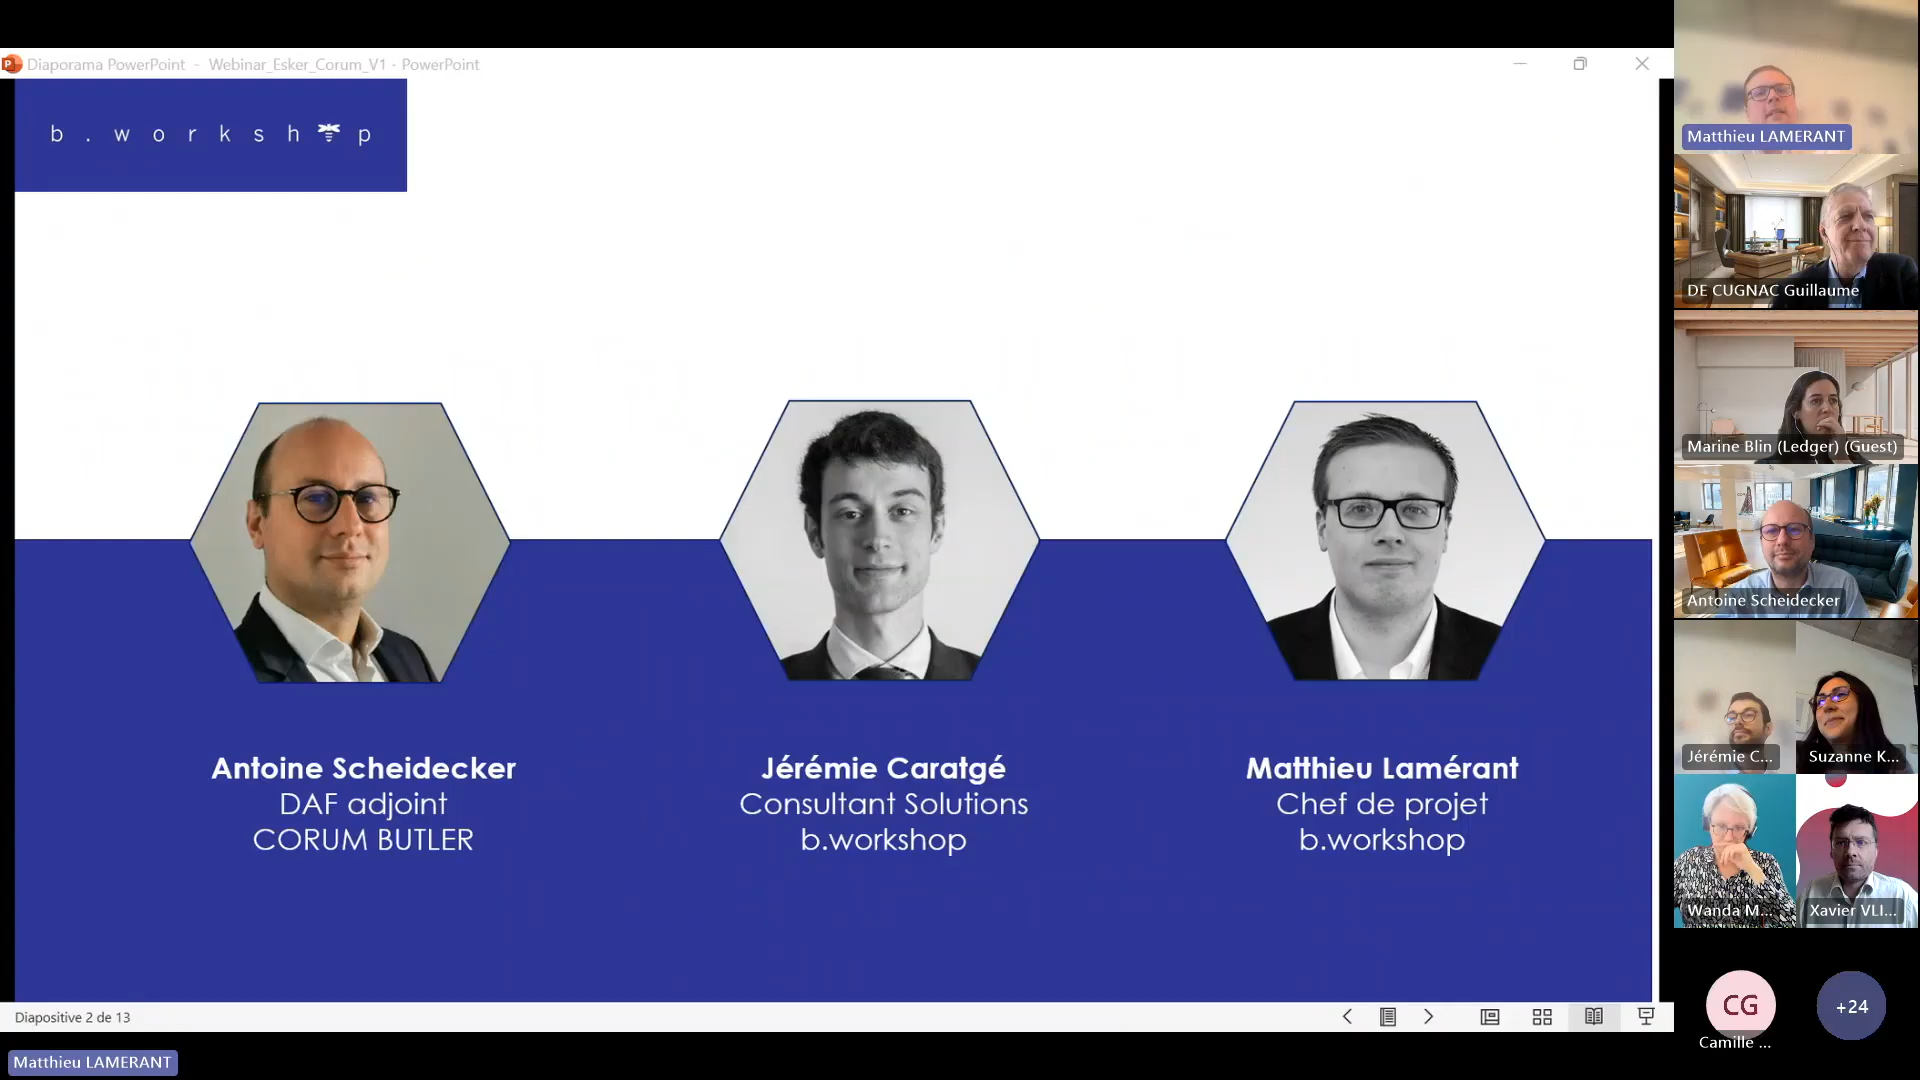 Diaporama PowerPoint - Webinar_Esker_Corum_V1 - PowerPoint
b.workshop
Antoine Scheidecker
DAF adjoint
CORUM BUTLER
Jérémie Caratgé
Consultant Solutions
b.workshop
Matthieu Lamérant
Chef de projet
b.workshop
Diapositive 2 de 13
Matthieu LAMERANT
Matthieu LAMERANT
DE CUGNAC Guillaume
Marine Blin (Ledger) (Guest)
Antoine Scheidecker
Jérémie C...
Suzanne K...
Wanda M...
Xavier VLI...
CG
Camille ...
+24